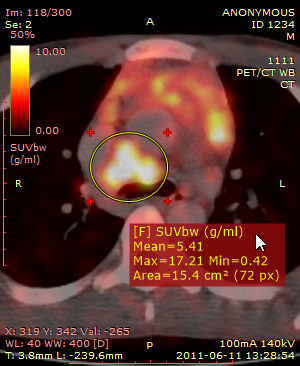 Im: 118/300
Se: 2
50%
10.00
0.00
SUVbw
(g/ml)
A
ANONYMOUS
ID 1234
M
1111
PET/CT WB
CT
R
L
[F] SUVbw (g/ml)
Mean=5.41
Max=17.21 Min=0.42
Area=15.4 cm² (72 px)
X: 319 Y: 342 Val: -265
WL: 40 WW: 400 [D]
T: 3.8mm L: -239.6mm
P
100mA 140kV
2011-06-11 13:28:54